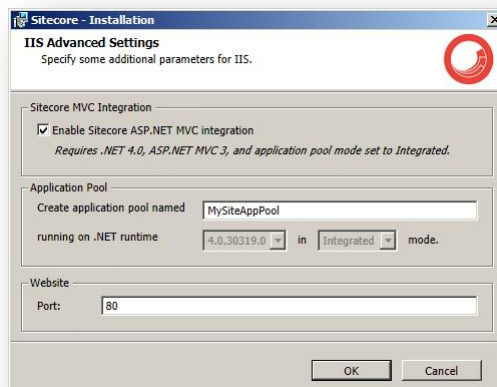 Sitecore - Installation
IIS Advanced Settings
Specify some additional parameters for IIS.
Sitecore MVC Integration
Enable Sitecore ASP.NET MVC integration
Requires .NET 4.0, ASP.NET MVC 3, and application pool mode set to Integrated.
Application Pool
Create application pool named MySiteAppPool
running on .NET runtime 4.0.30319.0 in Integrated mode.
Website
Port: 80
OK Cancel